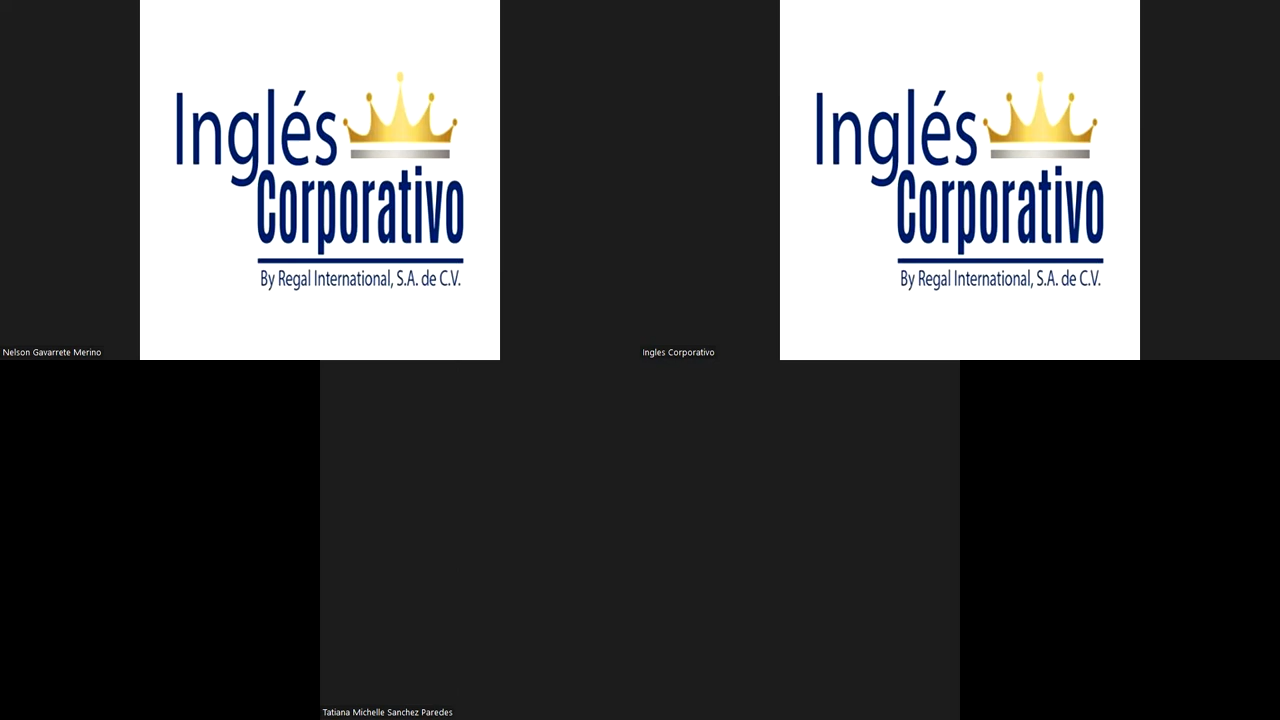 Inglés
Corporativo
By Regal International, S.A. de C.V.
Nelson Gavarrete Merino
Inglés
Corporativo
By Regal International, S.A. de C.V.
Ingles Corporativo
Tatiana Michelle Sanchez Paredes